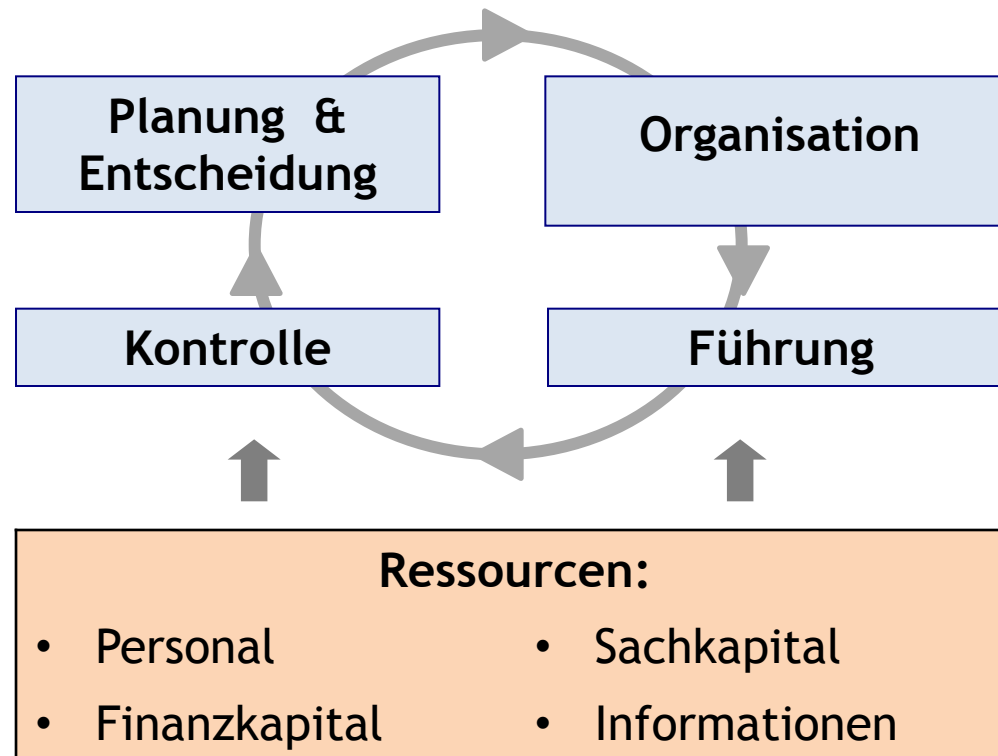 Planung &
Entscheidung
Organisation
Kontrolle
Führung
Ressourcen:
• Personal
• Sachkapital
• Finanzkapital
• Informationen